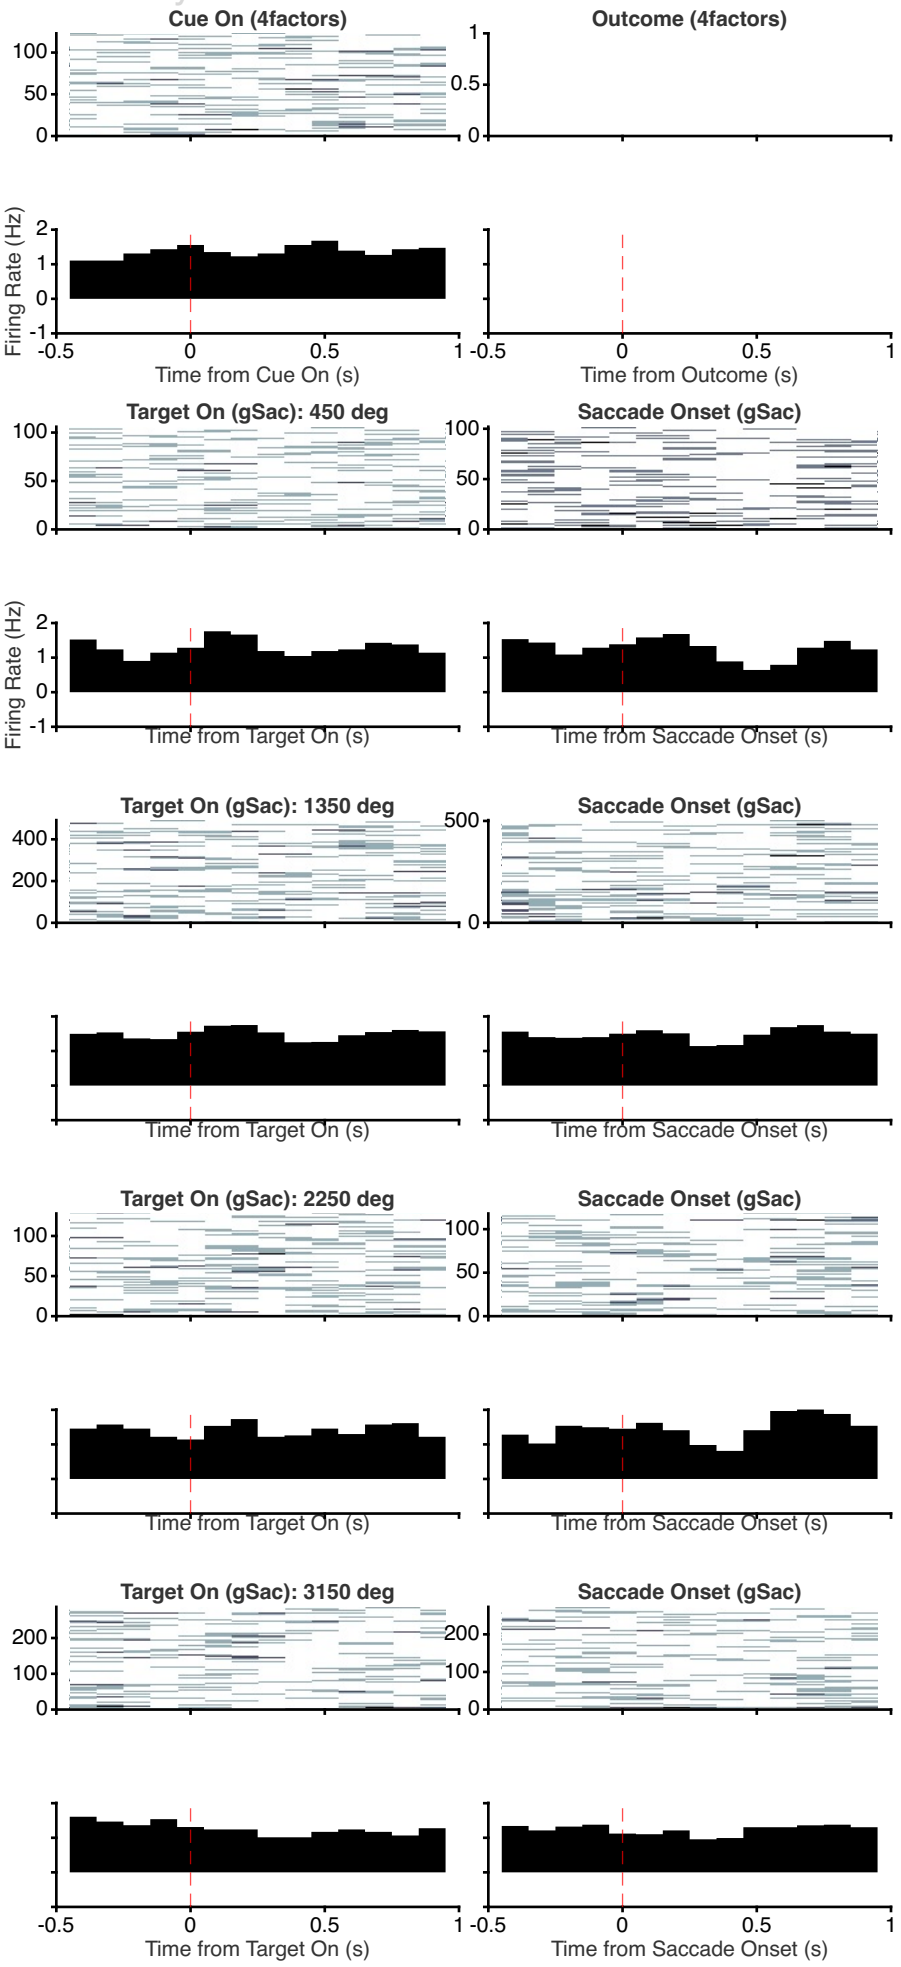 Cue On (4factors)
Outcome (4factors)
100
50
0
1
0.5
0
Firing Rate (Hz)
2
1
0
-1
-0.5 0 0.5 1
-0.5 0 0.5 1
Time from Cue On (s)
Time from Outcome (s)
Target On (gSac): 450 deg
Saccade Onset (gSac)
100
50
0
100
50
0
Firing Rate (Hz)
2
1
0
-1
Time from Target On (s)
Time from Saccade Onset (s)
Target On (gSac): 1350 deg
Saccade Onset (gSac)
400
200
0
500
0
Time from Target On (s)
Time from Saccade Onset (s)
Target On (gSac): 2250 deg
Saccade Onset (gSac)
100
50
0
100
50
0
Time from Target On (s)
Time from Saccade Onset (s)
Target On (gSac): 3150 deg
Saccade Onset (gSac)
200
100
0
200
100
0
-0.5 0 0.5 1
-0.5 0 0.5 1
Time from Target On (s)
Time from Saccade Onset (s)